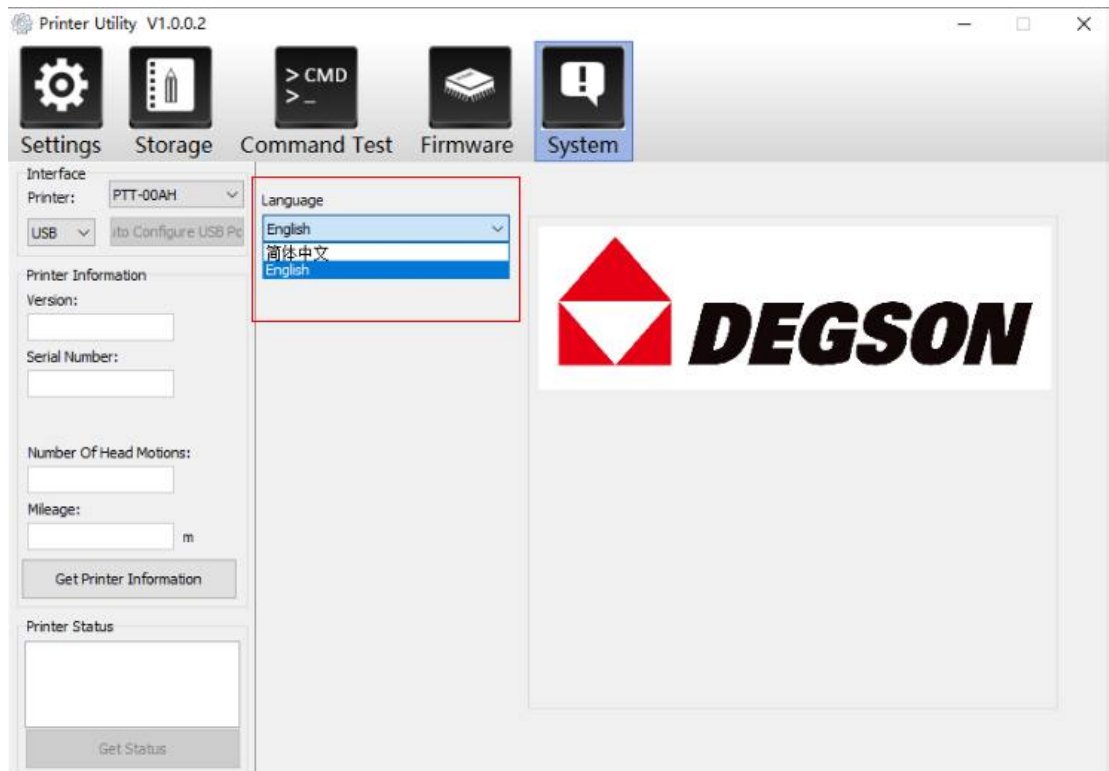 Printer Utility V1.0.0.2
> CMD
> _
Settings Storage Command Test Firmware System
Interface
Printer: PTT-00AH
USB ito Configure USB Pc
Printer Information
Version:
Serial Number:
Number Of Head Motions:
Mileage:
m
Get Printer Information
Printer Status
Get Status
Language
English
简体中文
English
DEGSON